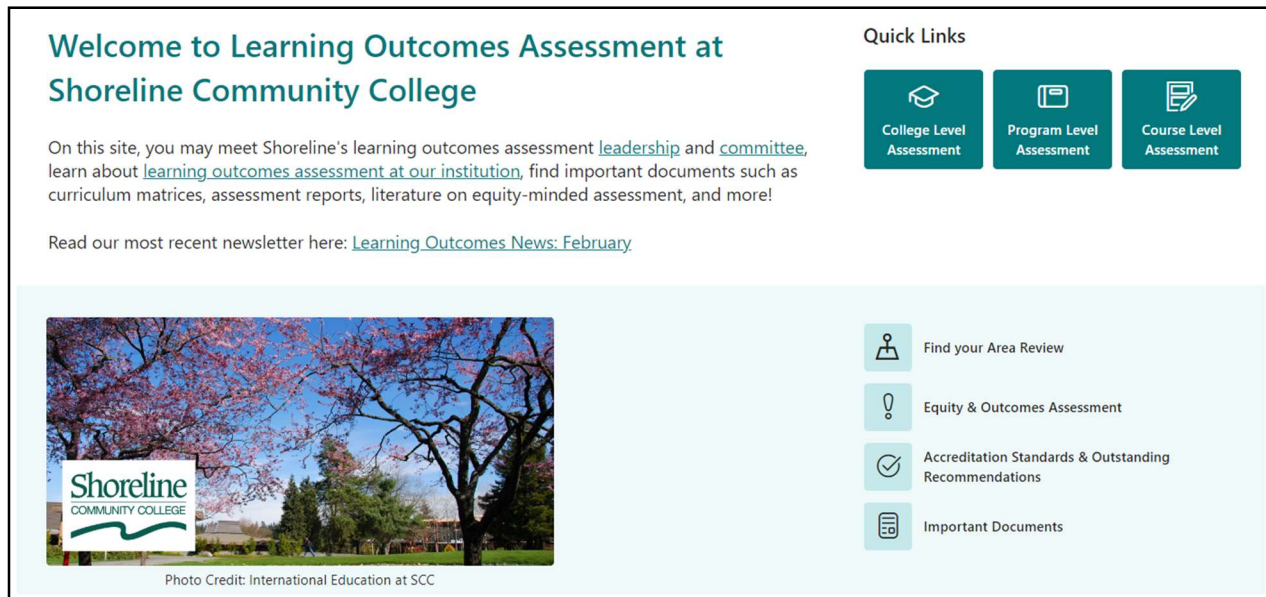 Welcome to Learning Outcomes Assessment at
Shoreline Community College
On this site, you may meet Shoreline's learning outcomes assessment leadership and committee,
learn about learning outcomes assessment at our institution, find important documents such as
curriculum matrices, assessment reports, literature on equity-minded assessment, and more!
Read our most recent newsletter here: Learning Outcomes News: February
Quick Links
College Level
Assessment
Program Level
Assessment
Course Level
Assessment
Shoreline
COMMUNITY COLLEGE
Photo Credit: International Education at SCC
Find your Area Review
Equity & Outcomes Assessment
Accreditation Standards & Outstanding
Recommendations
Important Documents